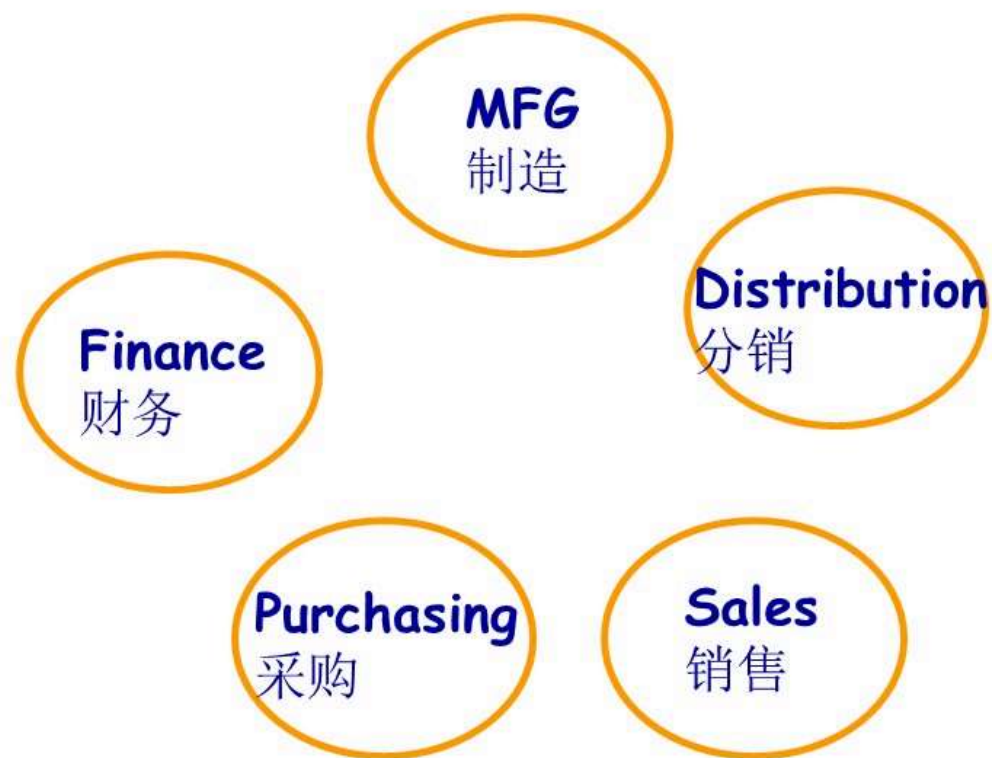 MFG
制造
Distribution
分销
Finance
财务
Purchasing
采购
Sales
销售